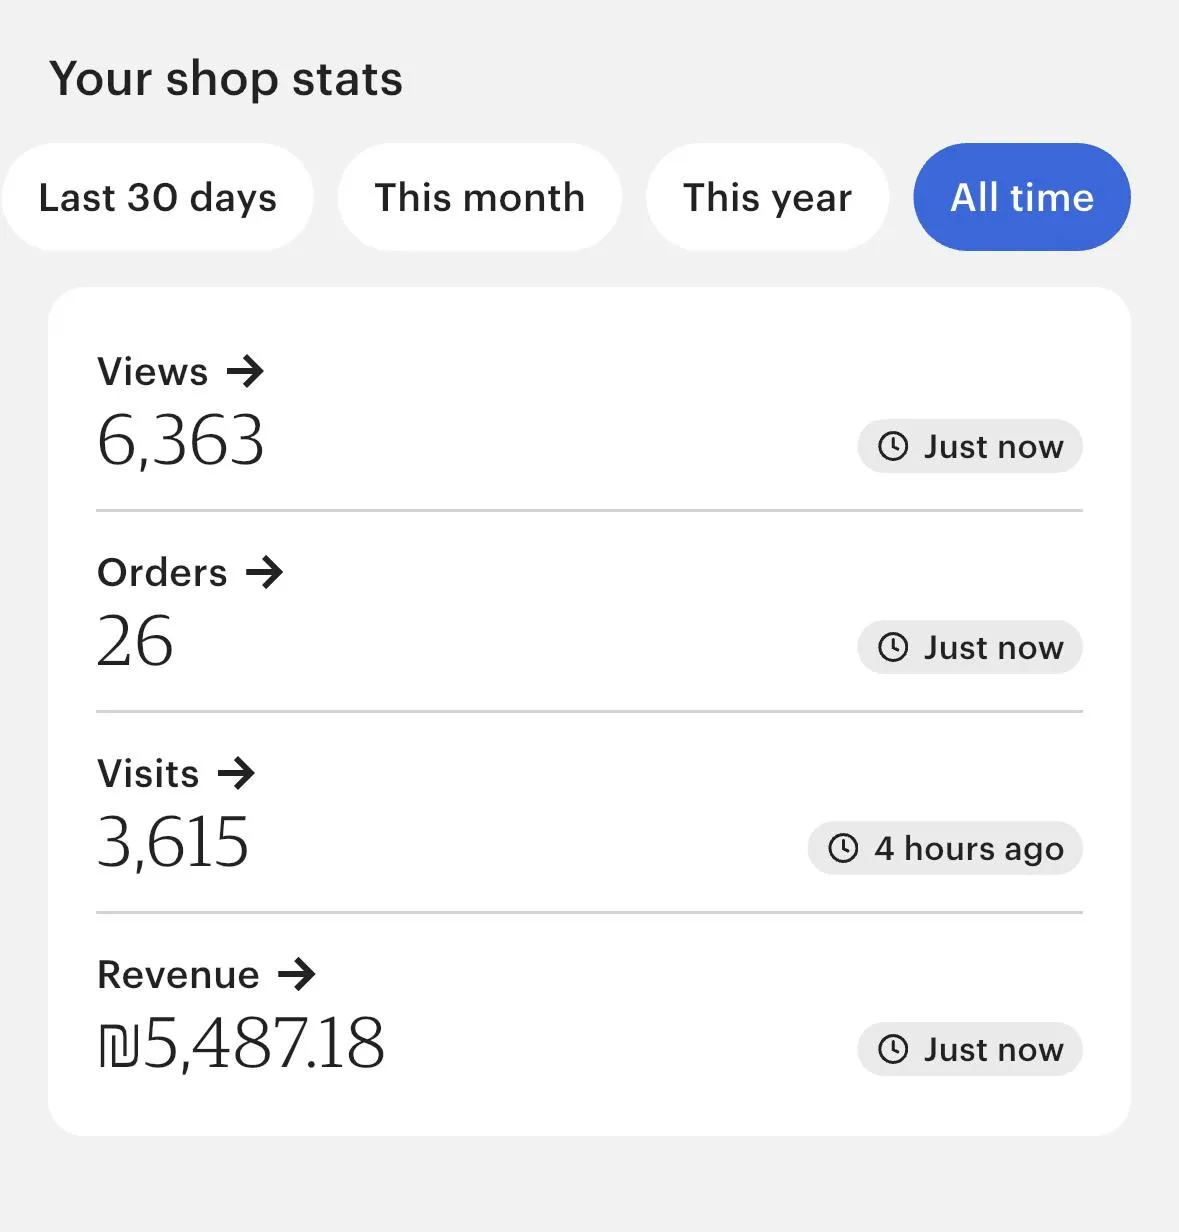 Your shop stats
Last 30 days This month This year All time
Views →
6,363
Just now
Orders →
26
Just now
Visits →
3,615
4 hours ago
Revenue →
₪5,487.18
Just now